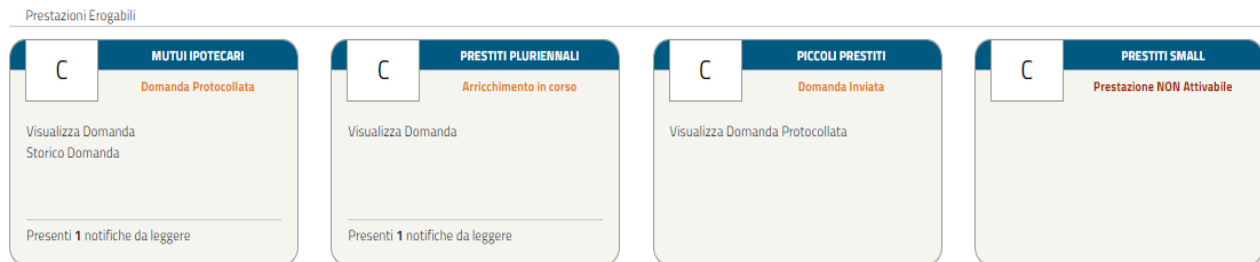 Prestazioni Erogabili
C
MUTUI IPOTECARI
Domanda Protocollata
Visualizza Domanda
Storico Domanda
Presenti 1 notifiche da leggere
C
PRESTITI PLURIENNALI
Arricchimento in corso
Visualizza Domanda
Presenti 1 notifiche da leggere
C
PICCOLI PRESTITI
Domanda Inviata
Visualizza Domanda Protocollata
C
PRESTITI SMALL
Prestazione NON Attivabile